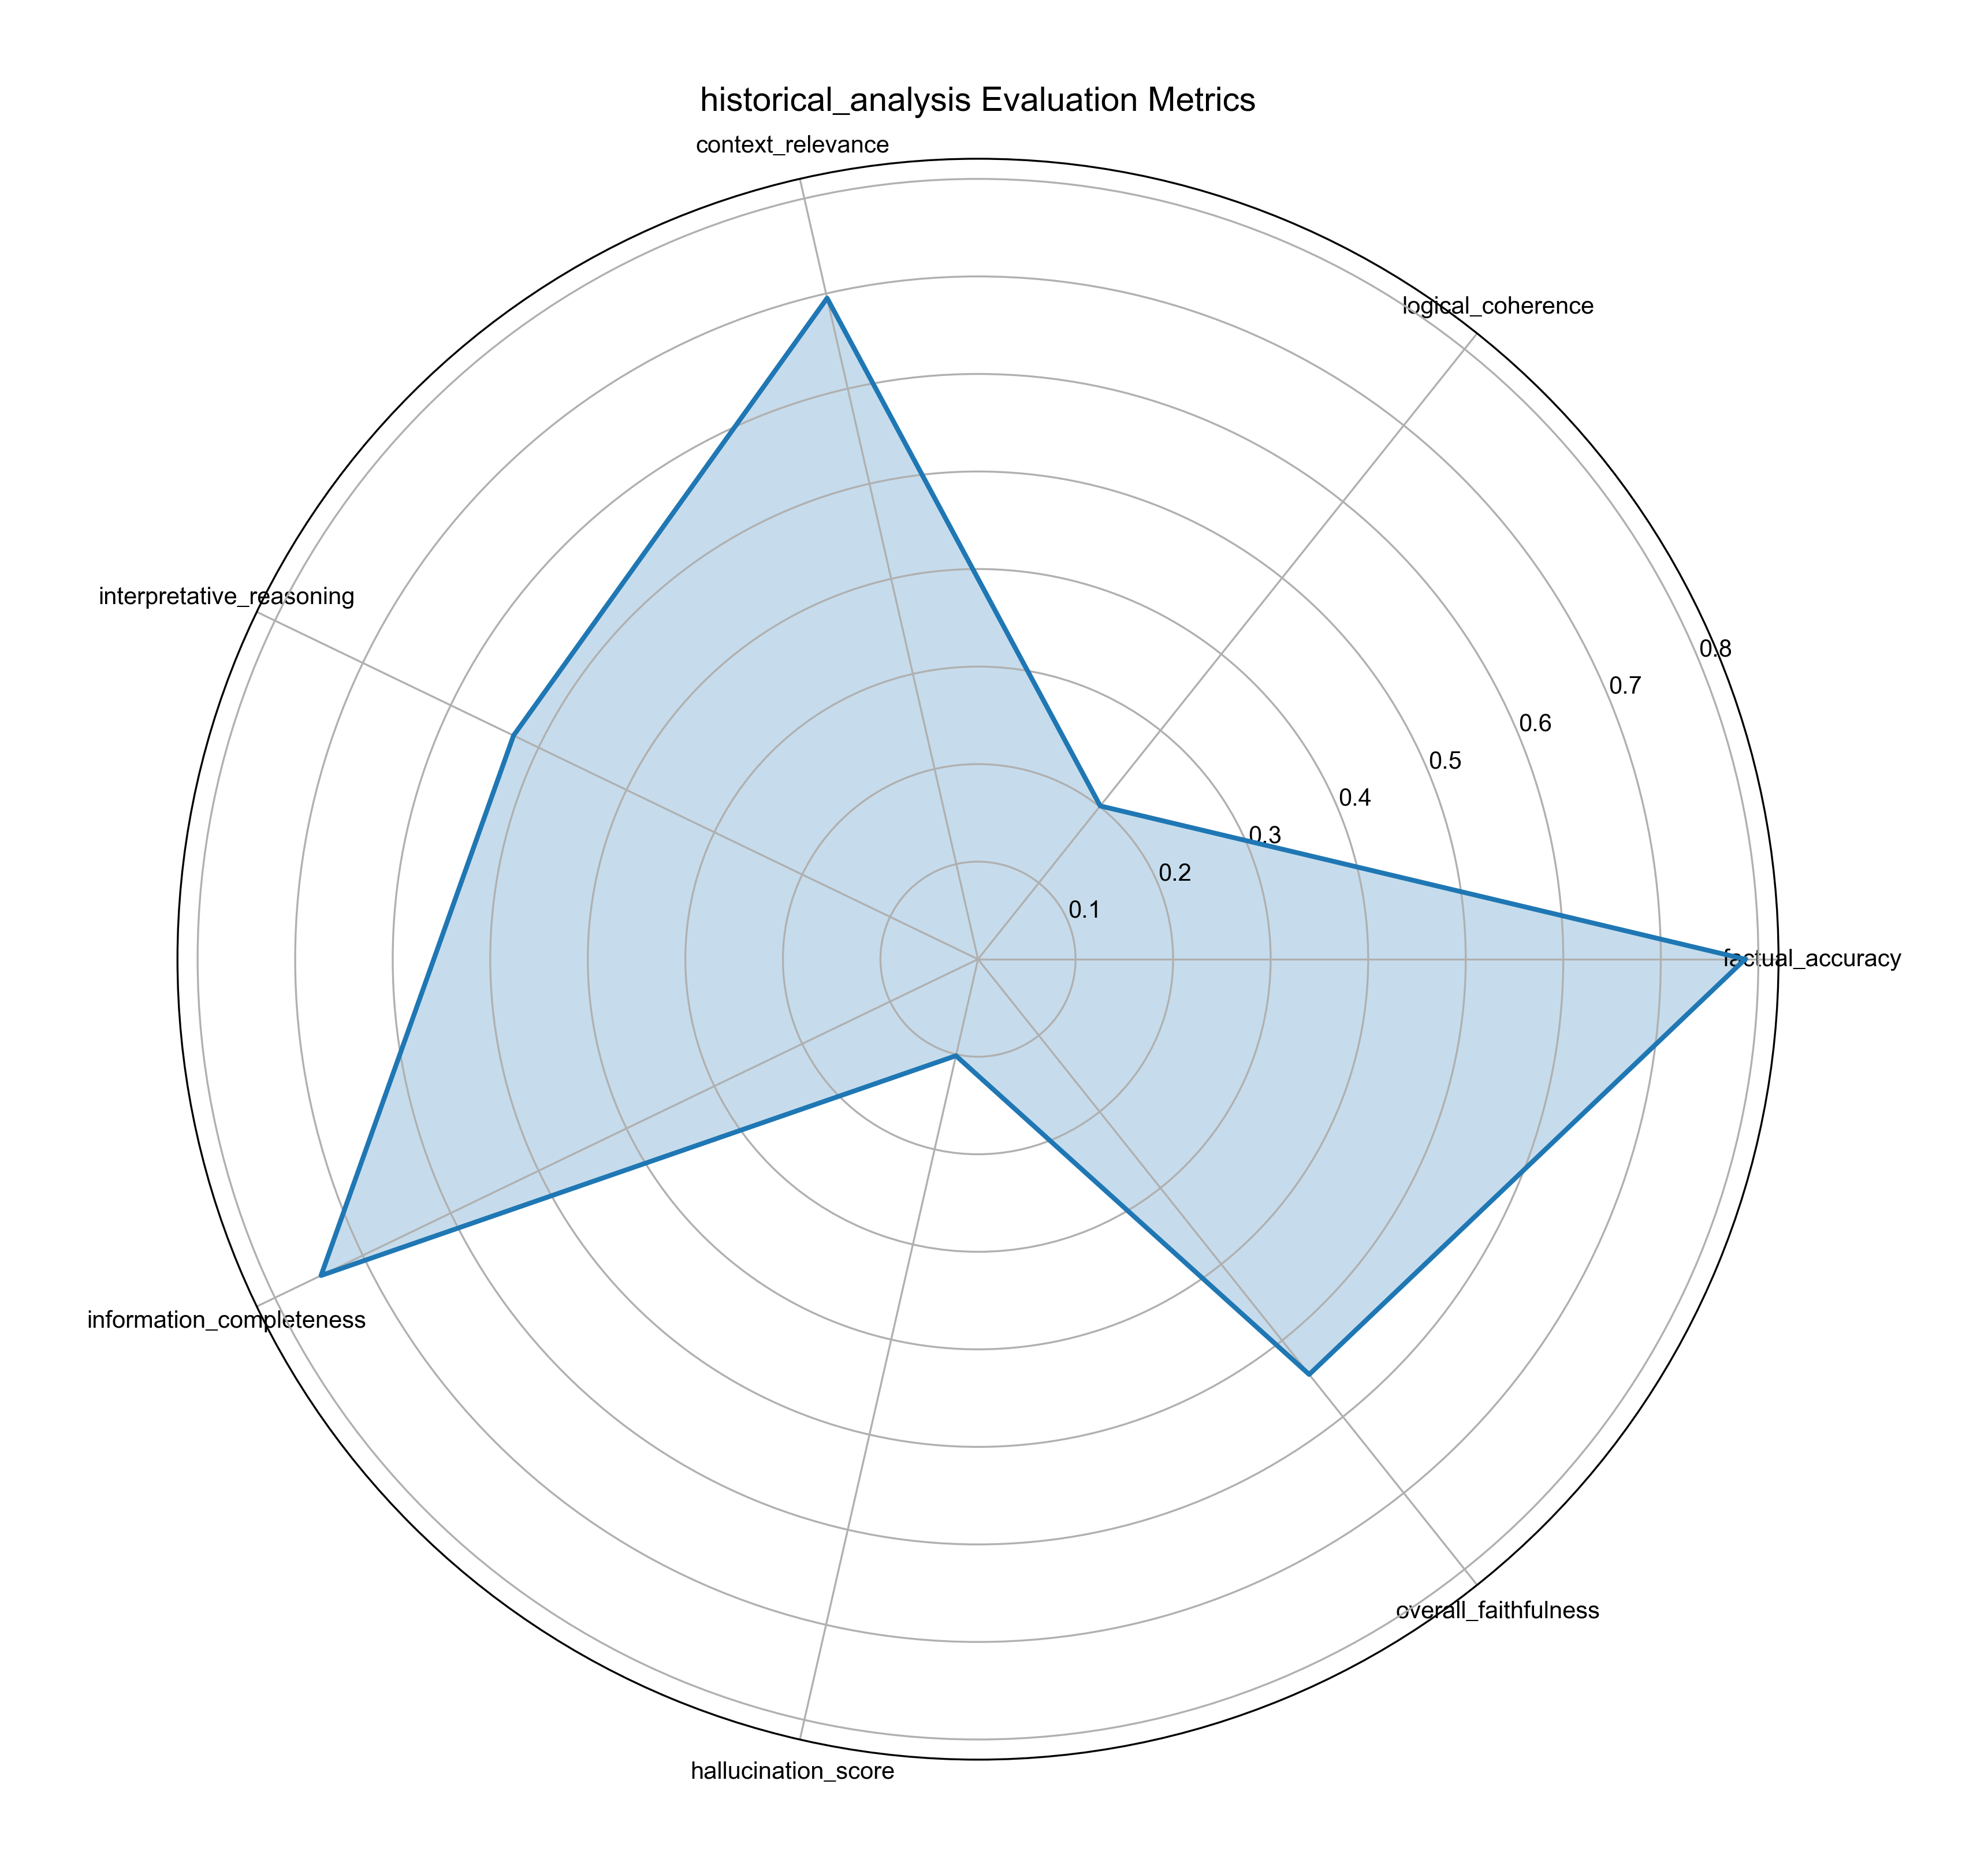 historical_analysis Evaluation Metrics
context_relevance
logical_coherence
interpretative_reasoning
0.8
0.7
0.6
0.5
0.4
0.3
0.2
0.1
factual_accuracy
information_completeness
overall_faithfulness
hallucination_score